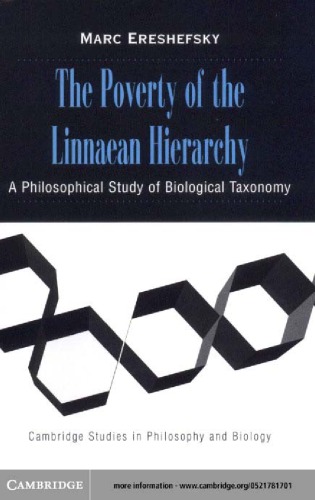 MARC ERESHEFSKY
The Poverty of the
Linnaean Hierarchy
A Philosophical Study of Biological Taxonomy
Cambridge Studies in Philosophy and Biology
CAMBRIDGE
more information - www.cambridge.org/0521781701